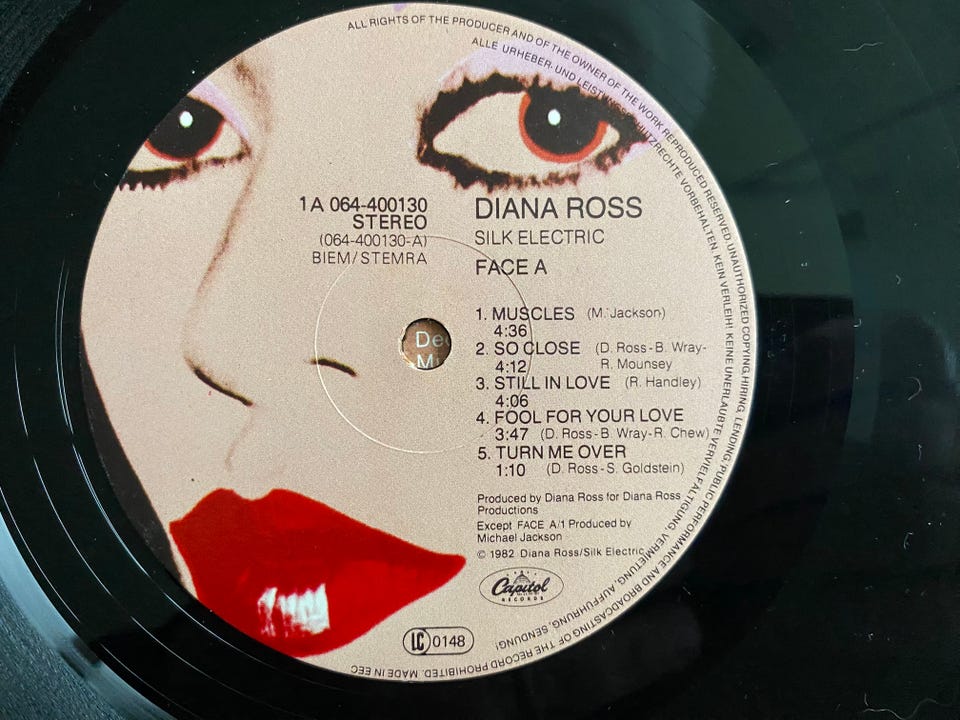 ALL RIGHTS OF THE PRODUCER AND OF THE OWNER OF THE WORK REPRODUCED RESERVED. UNAUTHORIZED COPYING, HIRING, LENDING, PUBLIC PERFORMANCE AND BROADCASTING OF THE RECORD PROHIBITED. MADE IN EEC
ALLE URHEBER- UND LEISTUNGSSCHUTZRECHTE VORBEHALTEN. KEIN VERLEIH! KEINE UNERLAUBTE VERVIELFÄLTIGUNG, VERMIETUNG, AUFFÜHRUNG, SENDUNG!
1A 064-400130
STEREO
(064-400130-A)
BIEM/STEMRA
DIANA ROSS
SILK ELECTRIC
FACE A
1. MUSCLES (M. Jackson)
4:36
2. SO CLOSE (D. Ross-B. Wray-
4:12 R. Mounsey
3. STILL IN LOVE (R. Handley)
4:06
4. FOOL FOR YOUR LOVE
3:47 (D. Ross-B. Wray-R. Chew)
5. TURN ME OVER
1:10 (D. Ross-S. Goldstein)
Produced by Diana Ross for Diana Ross
Productions
Except FACE A/1 Produced by
Michael Jackson
© 1982 Diana Ross/Silk Electric
Capitol
RECORDS
LC 0148